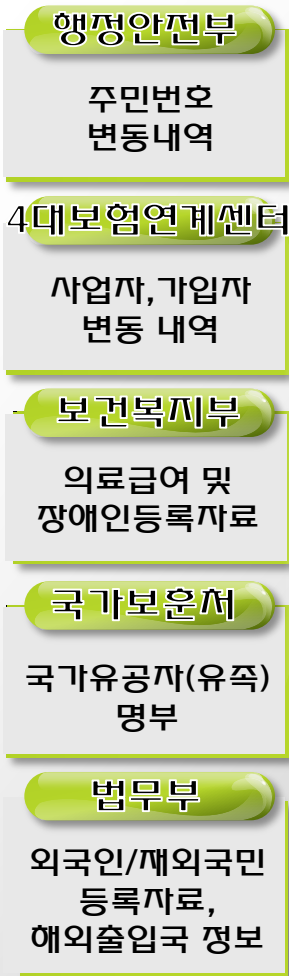 행정안전부
주민번호
변동내역
4대보험연계센터
사업자,가입자
변동 내역
보건복지부
의료급여 및
장애인등록자료
국가보훈처
국가유공자(유족)
명부
법무부
외국인/재외국민
등록자료,
해외출입국 정보